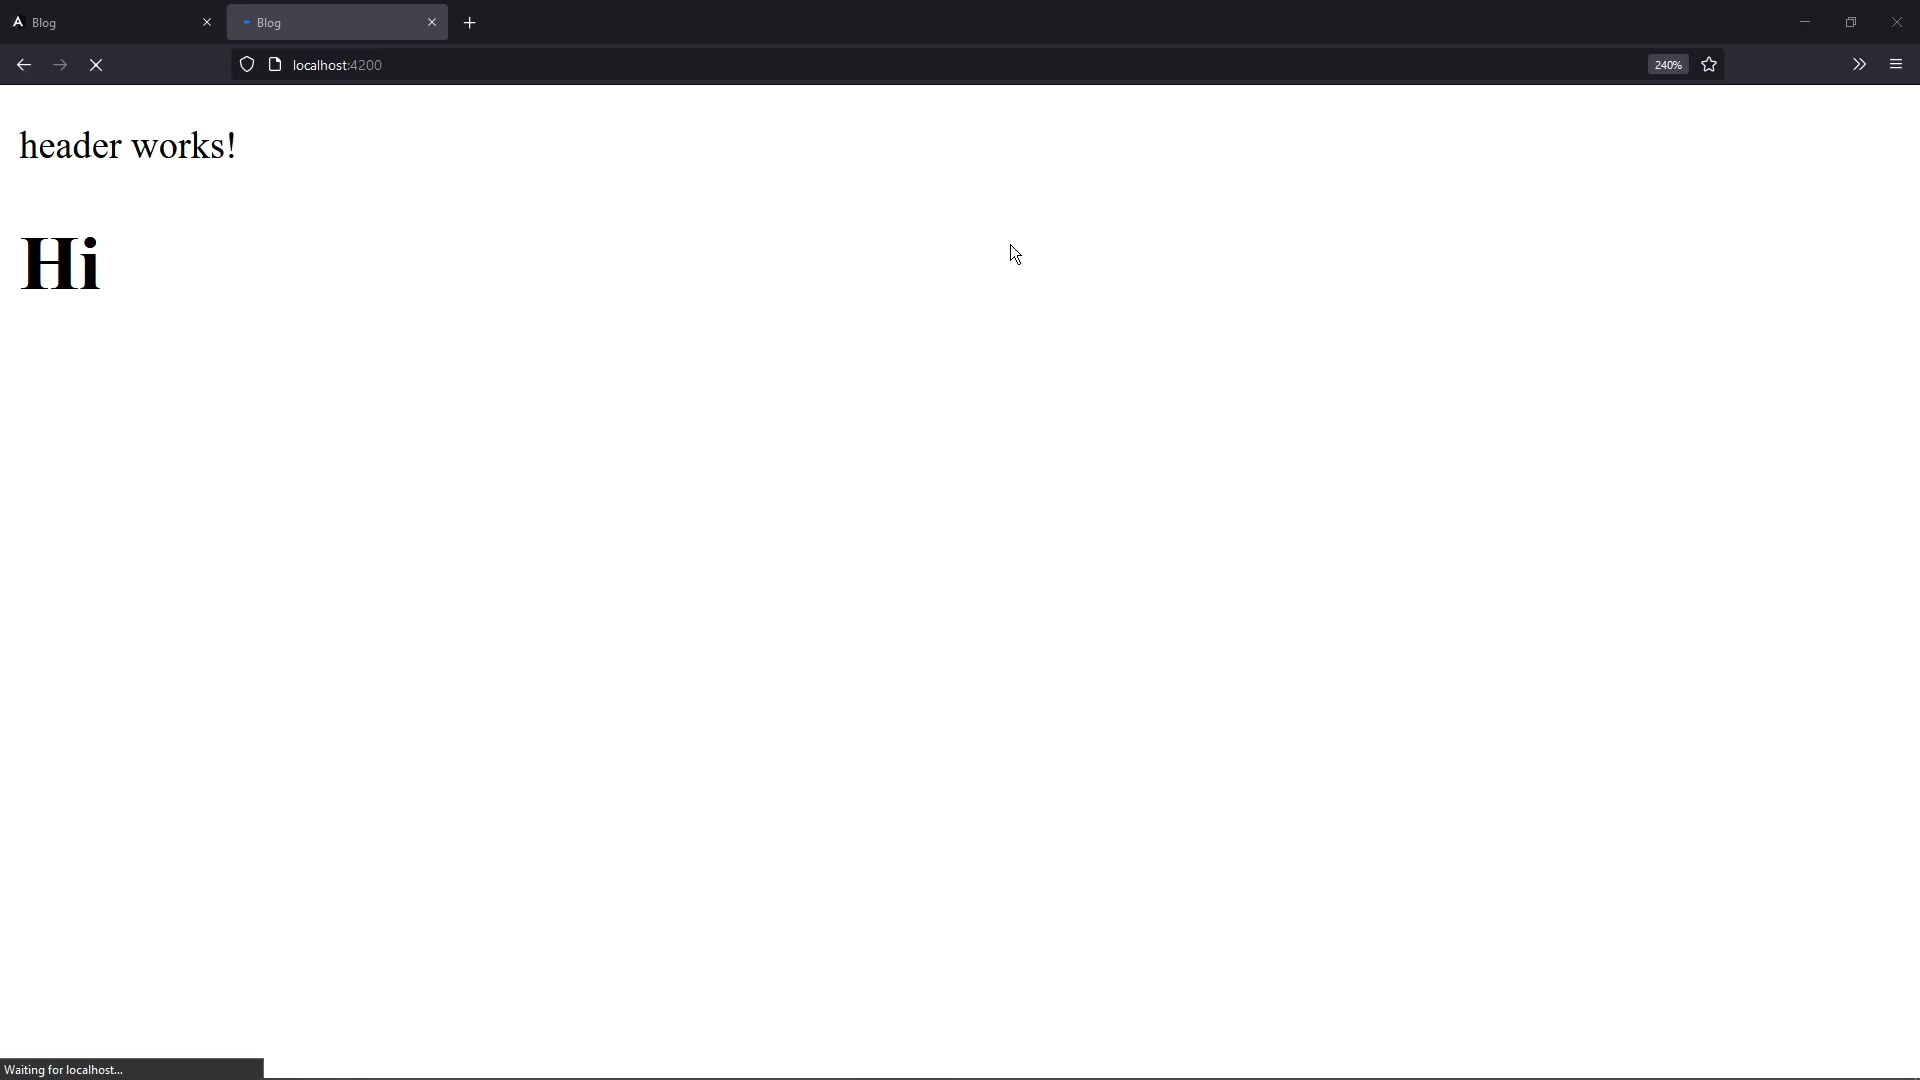 Blog
Blog
localhost:4200
240%
header works!
Hi
Waiting for localhost...